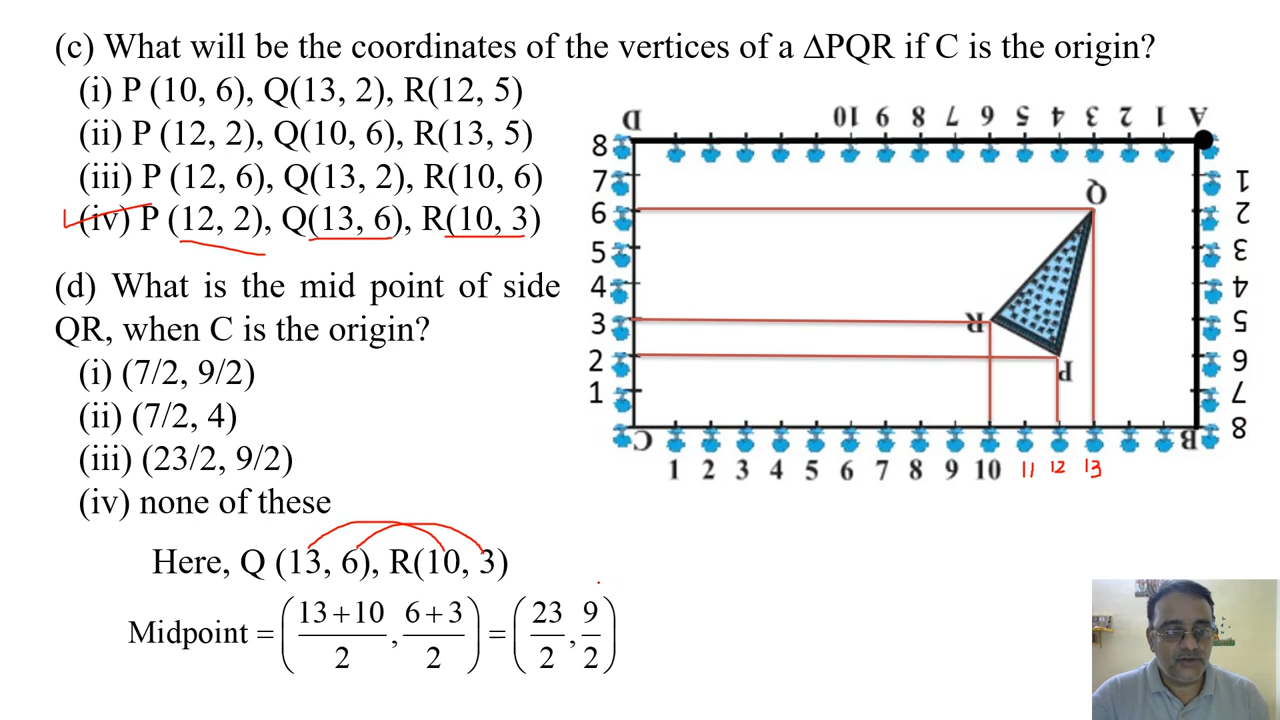 (c) What will be the coordinates of the vertices of a ΔPQR if C is the origin?
(i) P (10, 6), Q(13, 2), R(12, 5)
(ii) P (12, 2), Q(10, 6), R(13, 5)
(iii) P (12, 6), Q(13, 2), R(10, 6)
(iv) P (12, 2), Q(13, 6), R(10, 3)
(d) What is the mid point of side
QR, when C is the origin?
(i) (7/2, 9/2)
(ii) (7/2, 4)
(iii) (23/2, 9/2)
(iv) none of these
Here, Q (13, 6), R(10, 3)
Midpoint = (13+10/2, 6+3/2) = (23/2, 9/2)
D 10 9 8 7 6 5 4 3 2 1 A
8
7
6
5
4
3
2
1
Q
R
P
1
2
3
4
5
6
7
8
C B
1 2 3 4 5 6 7 8 9 10 11 12 13